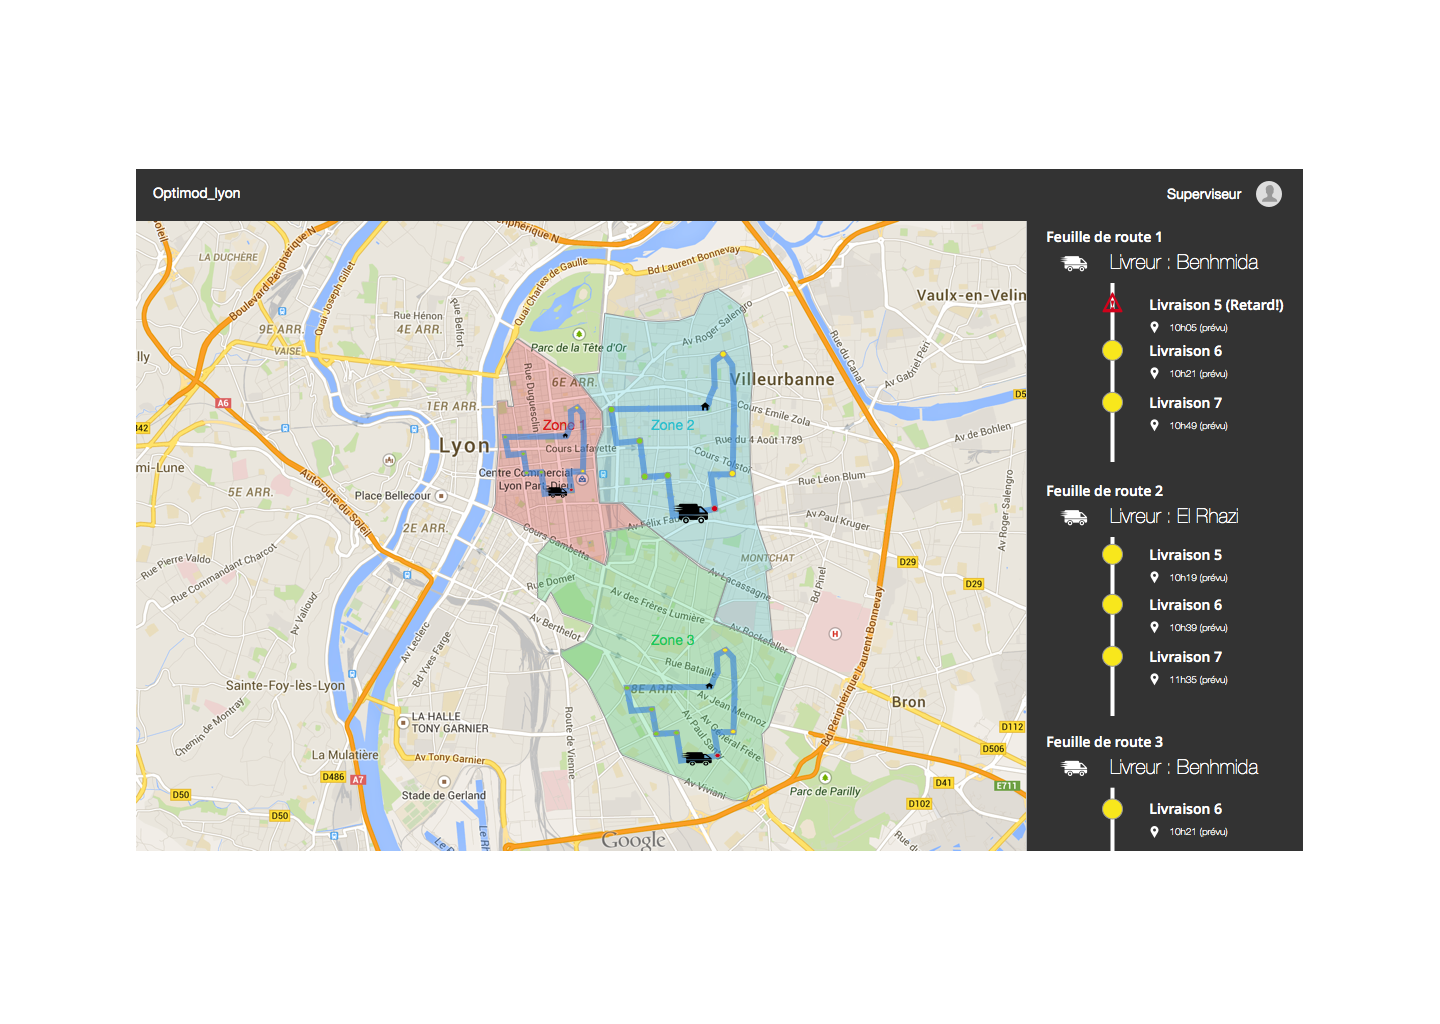 Optimod_lyon
Superviseur
Feuille de route 1
Livreur : Benhmida
Livraison 5 (Retard!)
10h05 (prévu)
Livraison 6
10h21 (prévu)
Livraison 7
10h49 (prévu)
Feuille de route 2
Livreur : El Rhazi
Livraison 5
10h19 (prévu)
Livraison 6
10h39 (prévu)
Livraison 7
11h35 (prévu)
Feuille de route 3
Livreur : Benhmida
Livraison 6
10h21 (prévu)
LA DUCHÈRE
Boulevard Périphérique N
Quai Joseph Gillet
Quai Charles de Gaulle
Bd Laurent Bonnevay
Vaulx-en-Velin
Rue Hénon
4E ARR.
9E ARR.
VAISE
Rue Belfort
Parc de la Tête d'Or
Av Roger Salengro
Rue du Canal
Av Gabriel Péri
illy
6E ARR.
Rue Duguesclin
Villeurbanne
A6
1ER ARR.
D5
Cours Emile Zola
Zone 1
Zone 2
D42
Lyon
Cours Lafayette
Rue du 4 Août 1789
Av de Bohlen
mi-Lune
Cours Tolstoï
Centre Commercial
Lyon Part-Dieu
Rue Léon Blum
5E ARR.
Place Bellecour
Autoroute du Soleil
Av Roger Salengro
Av Paul Kruger
2E ARR.
Cours Gambetta
Av Félix Fau
MONTCHAT
Rue Pierre Valdo
Rue Commandant Charcot
D29
D29
Rue Domer
Av Lacassagne
Bd Pinel
Av Valioud
Av des Frères Lumière
Av Berthelot
Av Rockefeller
H
Av Leclerc
Bd Yves Farge
Zone 3
Rue Bataille
Bd Périphérique Laurent Bonnevay
Sainte-Foy-lès-Lyon
8E ARR
Av Jean Mermoz
Bron
Chemin de Montray
LA HALLE
TONY GARNIER
Route de Vienne
Av Paul San
Av Général Frère
D112
D506
La Mulatière
Av Tony Garnier
D486
A7
Av Viviani
Parc de Parilly
D41
E711
D50
Stade de Gerland
D102
D50
Google